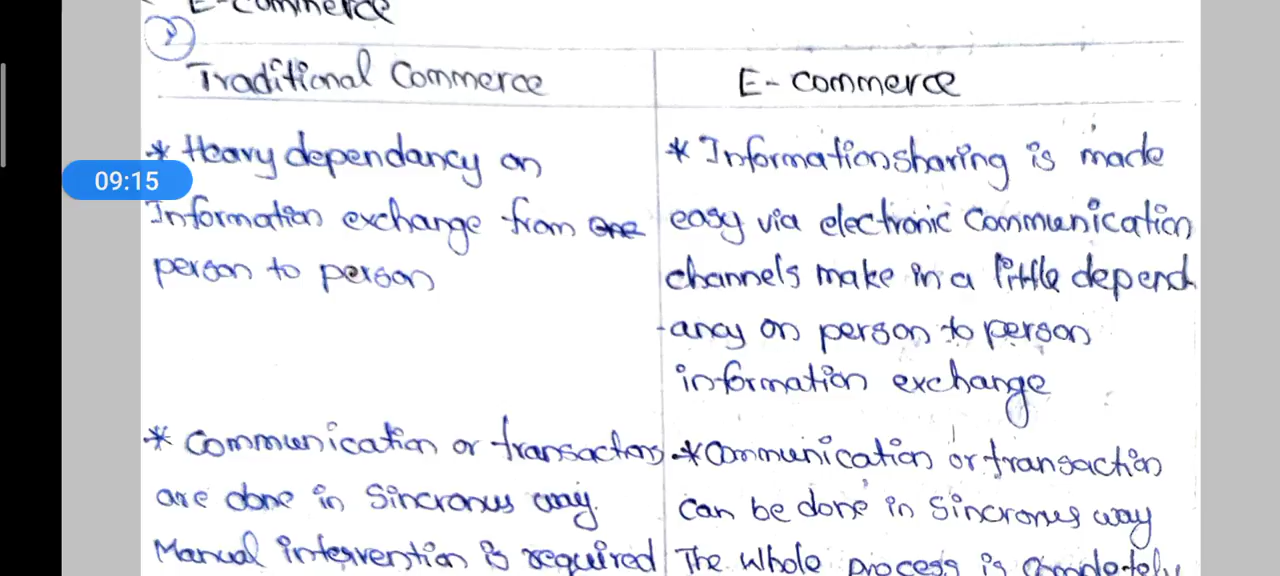 E-Commerce
2
Traditional Commerce
E-commerce
* Heavy dependancy on
Information exchange from one
person to person
* Informationsharing is made
easy via electronic communication
channels make in a little depend
-ancy on person to person
information exchange
09:15
* Communication or transactions
are done in Sincronus way.
Manual intervention is required
* Communication or transaction
can be done in Sincronus way
The whole process is completely